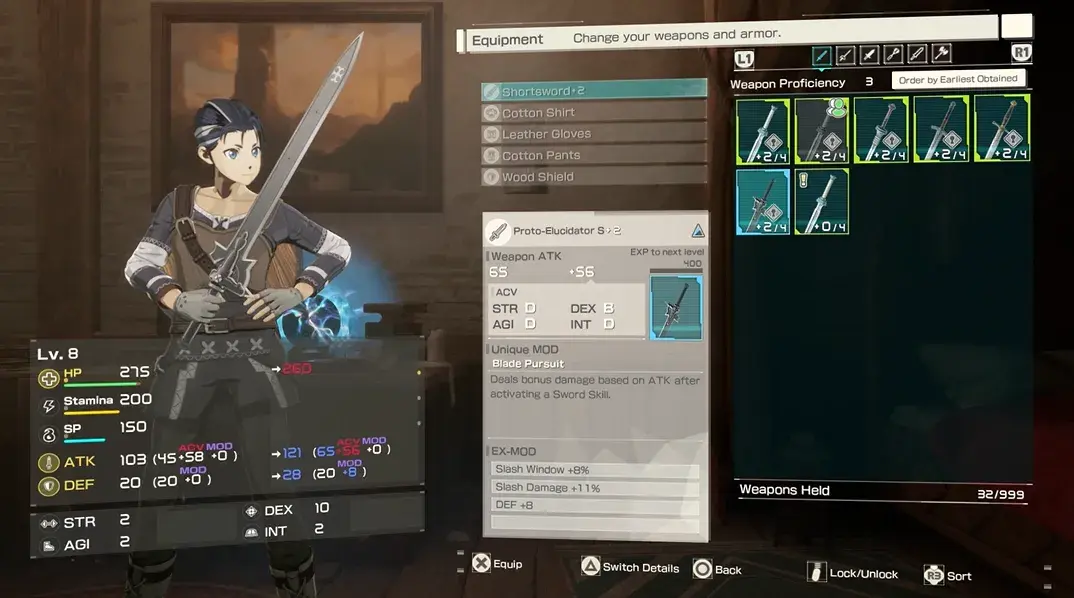 Equipment
Change your weapons and armor.
L1
R1
Weapon Proficiency 3
Order by Earliest Obtained
Shortsword+2
Cotton Shirt
Leather Gloves
Cotton Pants
Wood Shield
+2/4
+2/4
+2/4
+2/4
+2/4
+2/4
+0/4
Proto-Elucidator S+2
Weapon ATK
EXP to next level
65 +56
400
ACV
STR D DEX B
AGI D INT D
Unique MOD
Blade Pursuit
Deals bonus damage based on ATK after
activating a Sword Skill.
EX-MOD
Slash Window +8%
Slash Damage +11%
DEF +8
Weapons Held 32/999
Lv. 8
HP 275 →260
Stamina 200
SP 150
ACV MOD
ACV MOD
ATK 103 (45+58 +0 ) →121 (65+56 +0 )
MOD
MOD
DEF 20 (20 +0 ) →28 (20 +8 )
STR 2 DEX 10
AGI 2 INT 2
Equip
Switch Details
Back
Lock/Unlock
R3 Sort